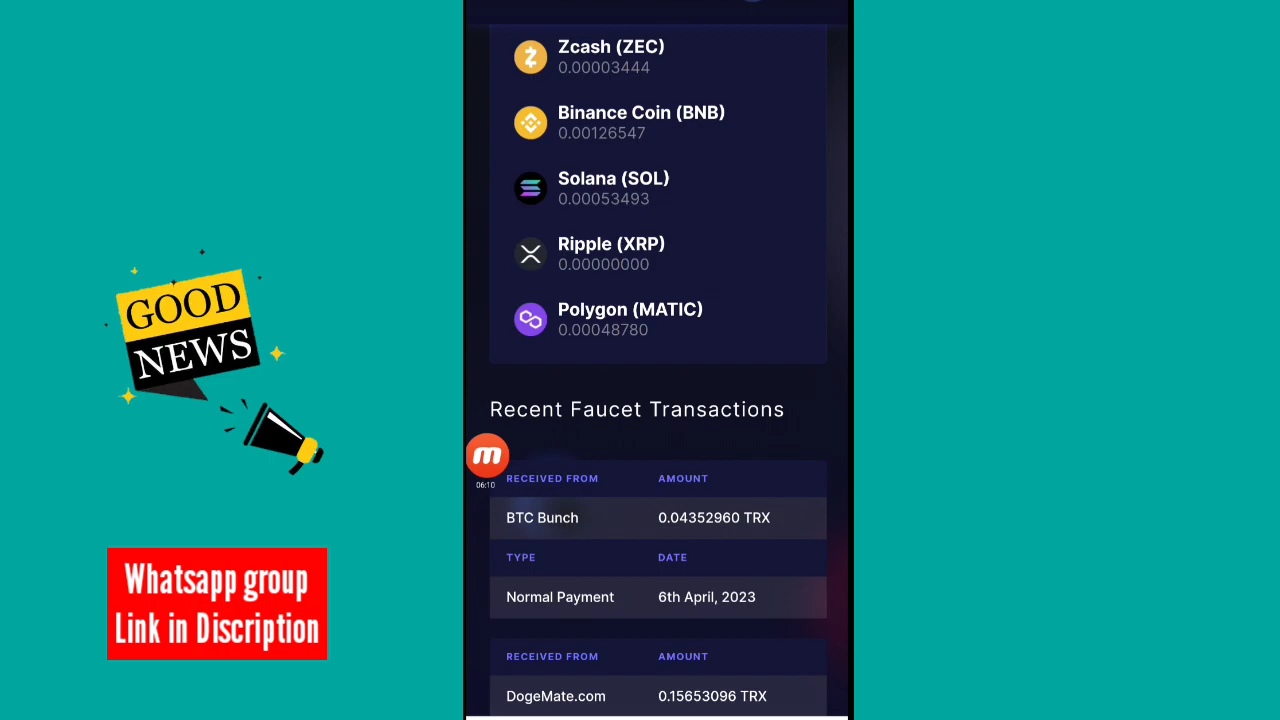 Zcash (ZEC)
0.00003444
Binance Coin (BNB)
0.00126547
Solana (SOL)
0.00053493
Ripple (XRP)
0.00000000
Polygon (MATIC)
0.00048780
GOOD
NEWS
Recent Faucet Transactions
m
06:10
RECEIVED FROM AMOUNT
BTC Bunch 0.04352960 TRX
TYPE DATE
Normal Payment 6th April, 2023
RECEIVED FROM AMOUNT
DogeMate.com 0.15653096 TRX
Whatsapp group
Link in Discription